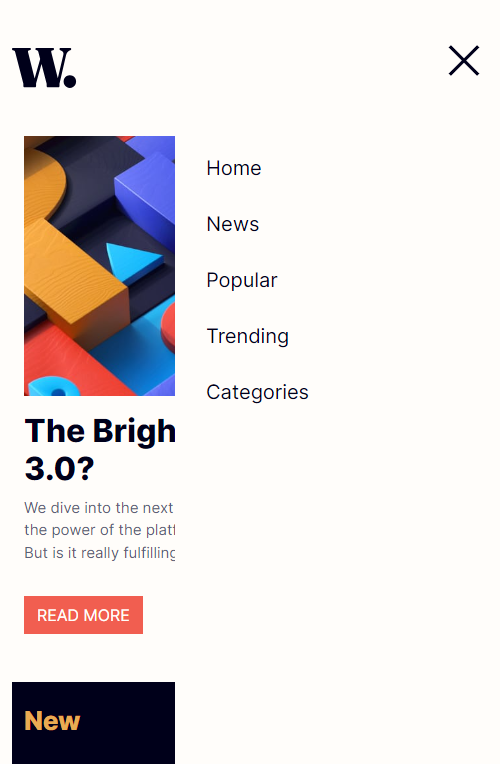 W.
Home
News
Popular
Trending
Categories
The Brigh
3.0?
We dive into the next
the power of the platf
But is it really fulfilling
READ MORE
New